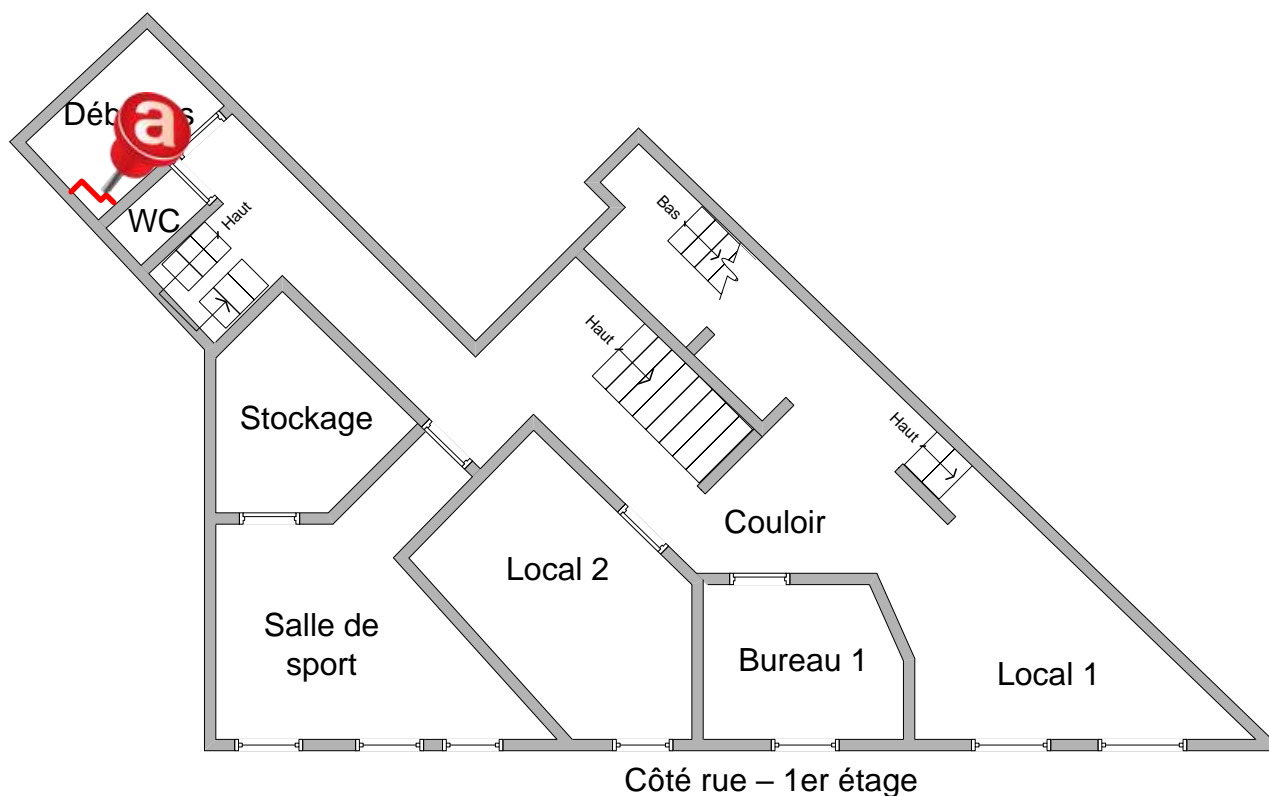 a
WC
Haut
Bas
Haut
Stockage
Haut
Couloir
Local 2
Salle de
sport
Bureau 1
Local 1
Côté rue – 1er étage